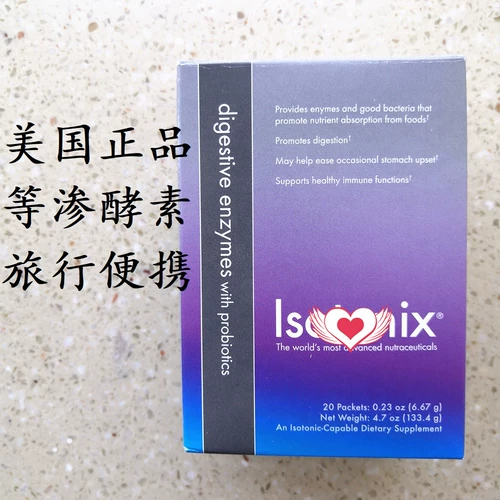 美国正品
等渗酵素
旅行便携
digestive enzymes with probiotics
Provides enymes and good bacteria that
promote nutrient absorption from foods†
Promotes digestion†
May help ease occasional stomach upset†
Supports healthy immune functions†
The world's most advanced nutraceuticals
20 Packets: 0.23 oz (6.67 g)
Net Weight: 4.7 oz (133.4 g)
An Isotonic-Capable Dietary Supplement